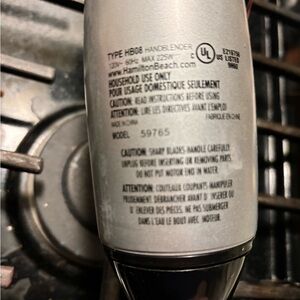 TYPE HB08 HANDBLENDER
120V~ 60Hz MAX 225W
www.HamiltonBeach.com
HOUSEHOLD USE ONLY
POUR USAGE DOMESTIQUE SEULEMENT
CAUTION: READ INSTRUCTIONS BEFORE USING
ATTENTION: LIRE LES DIRECTIVES AVANT L'EMPLOI
MADE IN CHINA FABRIQUÉ EN CHINE
MODEL 59765
UL
US LISTED
CAUTION: SHARP BLADES-HANDLE CAREFULLY.
UNPLUG BEFORE INSERTING OR REMOVING PARTS.
DO NOT PUT MOTOR END IN WATER.
ATTENTION: COUTEAUX COUPANTS-MANIPULER
PRUDEMMENT. DÉBRANCHER AVANT D'INSÉRER OU
D'ENLEVER DES PIÈCES. NE PAS SUBMERGER
DANS L'EAU LE BOUT AVEC MOTEUR.